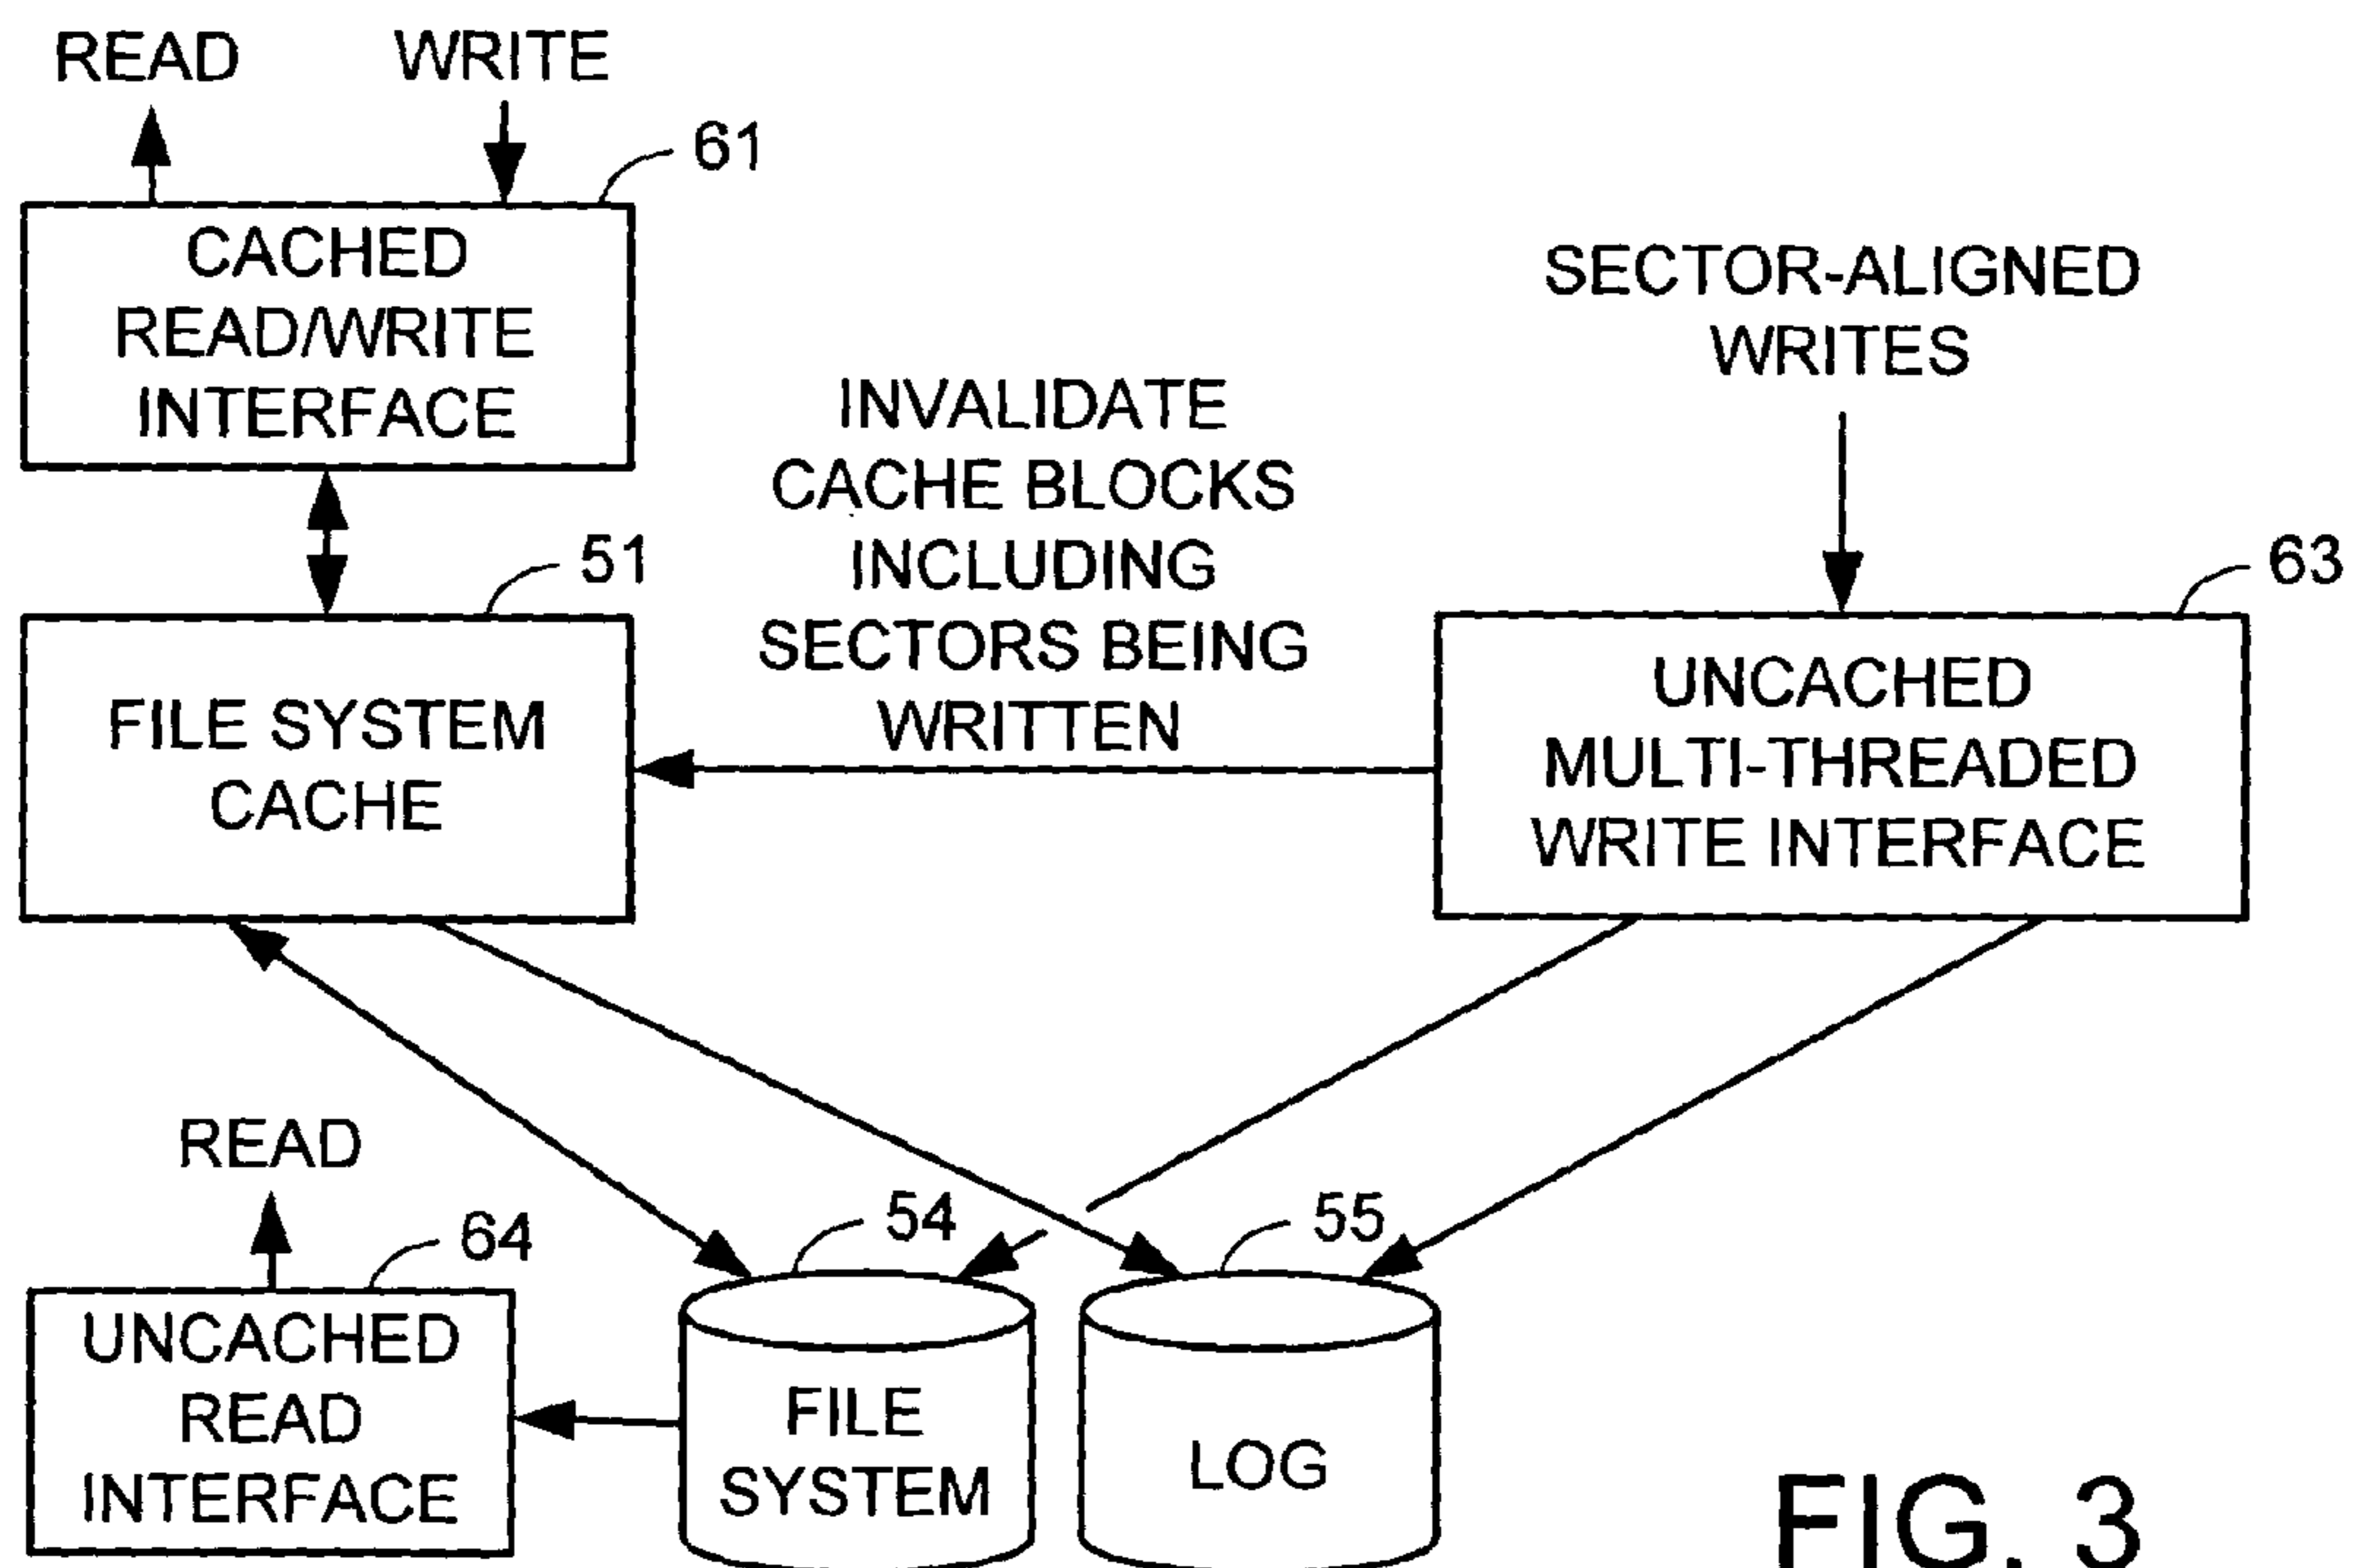 READ
WRITE
61
CACHED
READ/WRITE
INTERFACE
SECTOR-ALIGNED
WRITES
INVALIDATE
CACHE BLOCKS
INCLUDING
SECTORS BEING
WRITTEN
51
FILE SYSTEM
CACHE
63
UNCACHED
MULTI-THREADED
WRITE INTERFACE
READ
64
UNCACHED
READ
INTERFACE
54
FILE
SYSTEM
55
LOG
FIG. 3